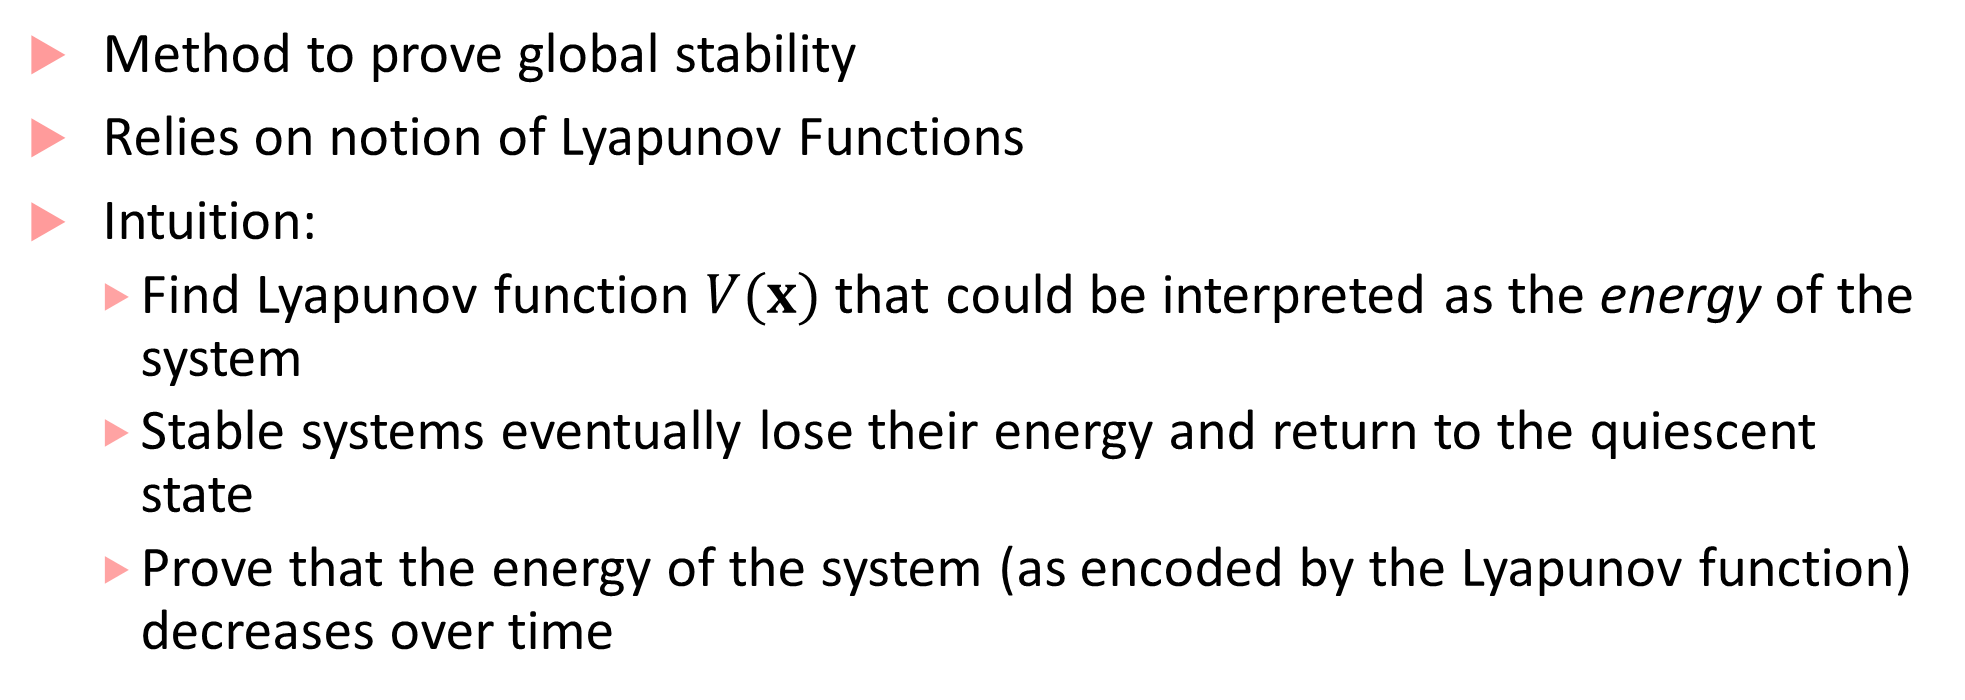 Method to prove global stability
Relies on notion of Lyapunov Functions
Intuition:
Find Lyapunov function V(x) that could be interpreted as the energy of the
system
Stable systems eventually lose their energy and return to the quiescent
state
Prove that the energy of the system (as encoded by the Lyapunov function)
decreases over time